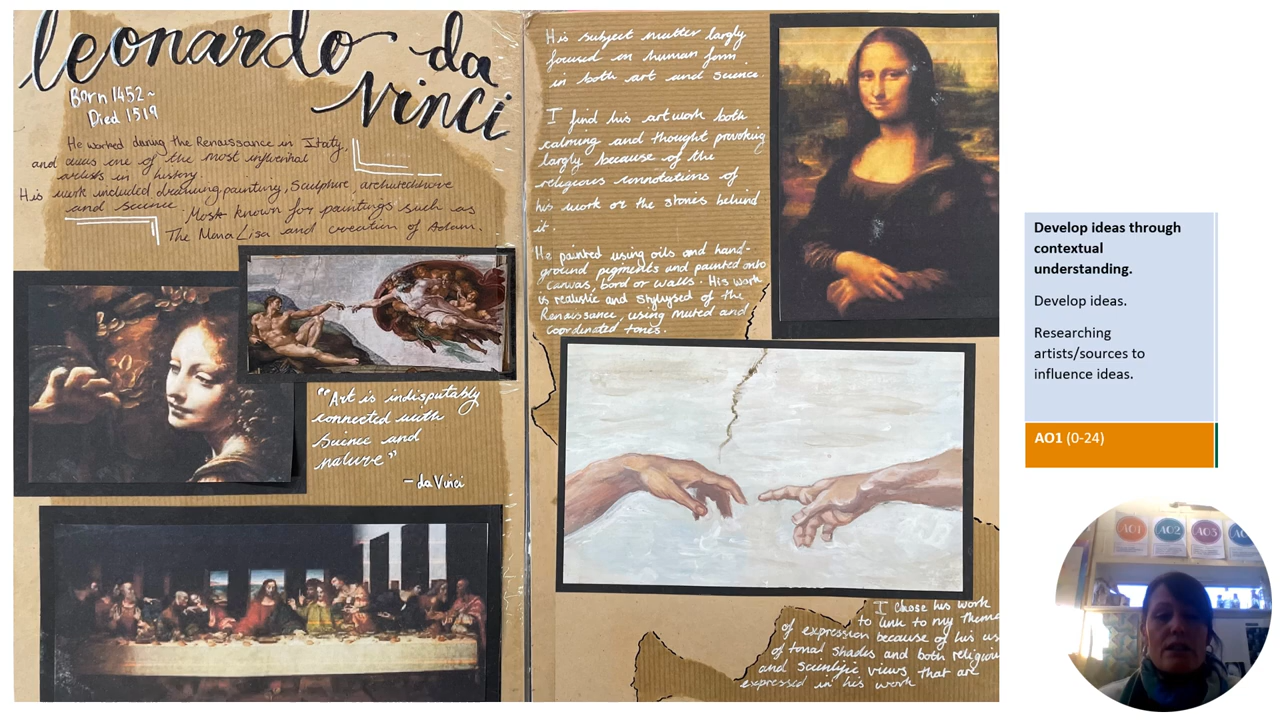 leonardo da
vinci
Born 1452~
Died 1519
He worked during the Renaissance in Italy,
and was one of the most influential
artists in history.
His work included drawing, painting, sculpture, architecture
and science.
Most known for paintings such as
The Mona Lisa and creation of Adam.
"Art is indisputably
connected with
science and
nature"
- da Vinci
His subject matter largely
focused in human form
in both art and science.
I find his artwork both
calming and thought provoking
largely because of the
religious connotations of
his work or the stories behind
it.
He painted using oils and hand-
ground pigments and painted onto
canvas, bord or walls. His work
is realistic and stylysed of the
Renaissance, using muted and
coordinated tones.
I chose his work
to link to my theme
of expression because of his us
of tonal shades and both religiou
and scientific views that are
expressed in his work
Develop ideas through
contextual
understanding.
Develop ideas.
Researching
artists/sources to
influence ideas.
AO1 (0-24)
AO1
AO2
AO3